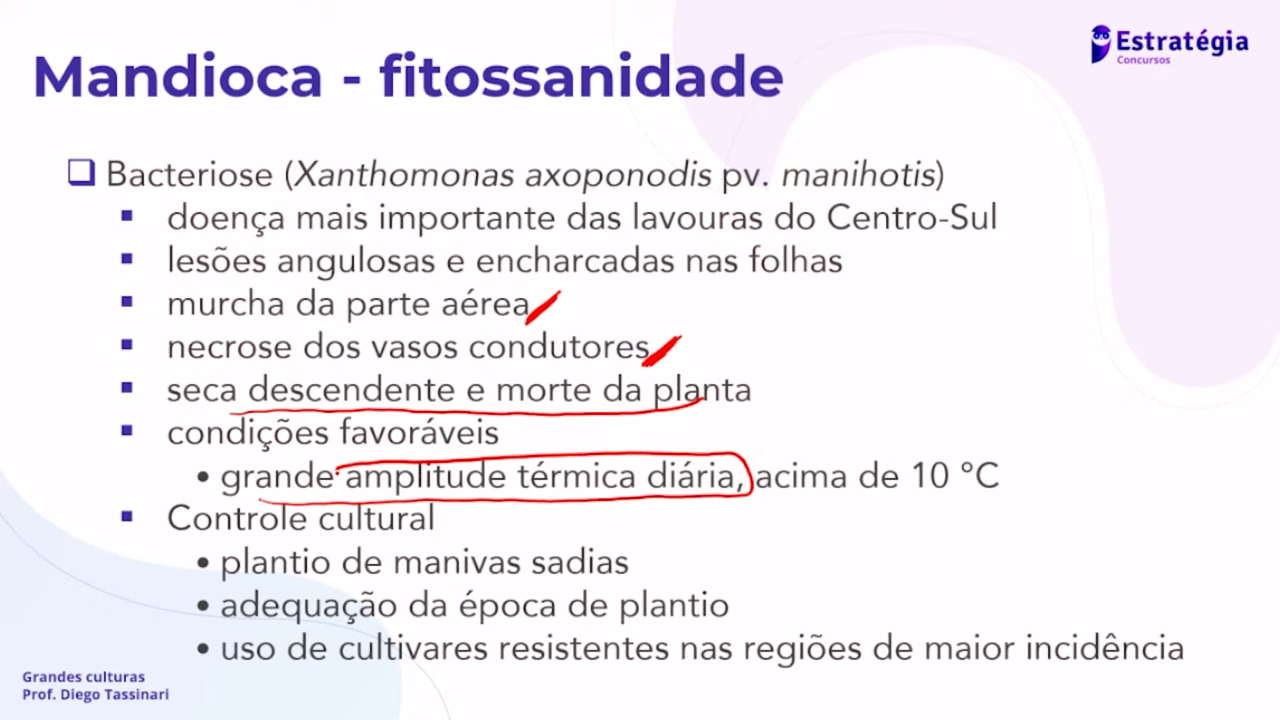 Estratégia
Concursos
Mandioca - fitossanidade
Bacteriose (Xanthomonas axoponodis pv. manihotis)
doença mais importante das lavouras do Centro-Sul
lesões angulosas e encharcadas nas folhas
murcha da parte aérea
necrose dos vasos condutores
seca descendente e morte da planta
condições favoráveis
grande amplitude térmica diária, acima de 10 °C
Controle cultural
plantio de manivas sadias
adequação da época de plantio
uso de cultivares resistentes nas regiões de maior incidência
Grandes culturas
Prof. Diego Tassinari